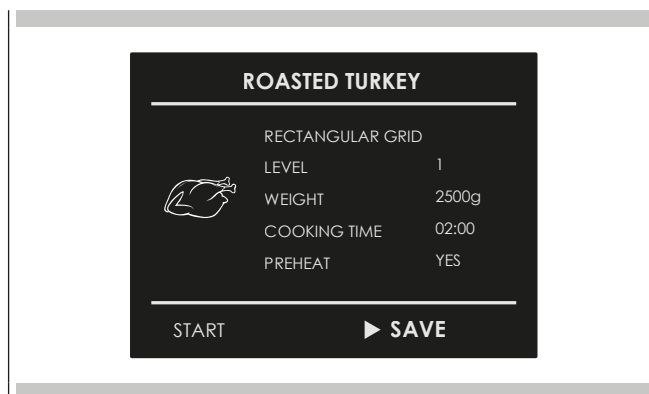 ROASTED TURKEY
RECTANGULAR GRID
LEVEL 1
WEIGHT 2500g
COOKING TIME 02:00
PREHEAT YES
START ▶ SAVE